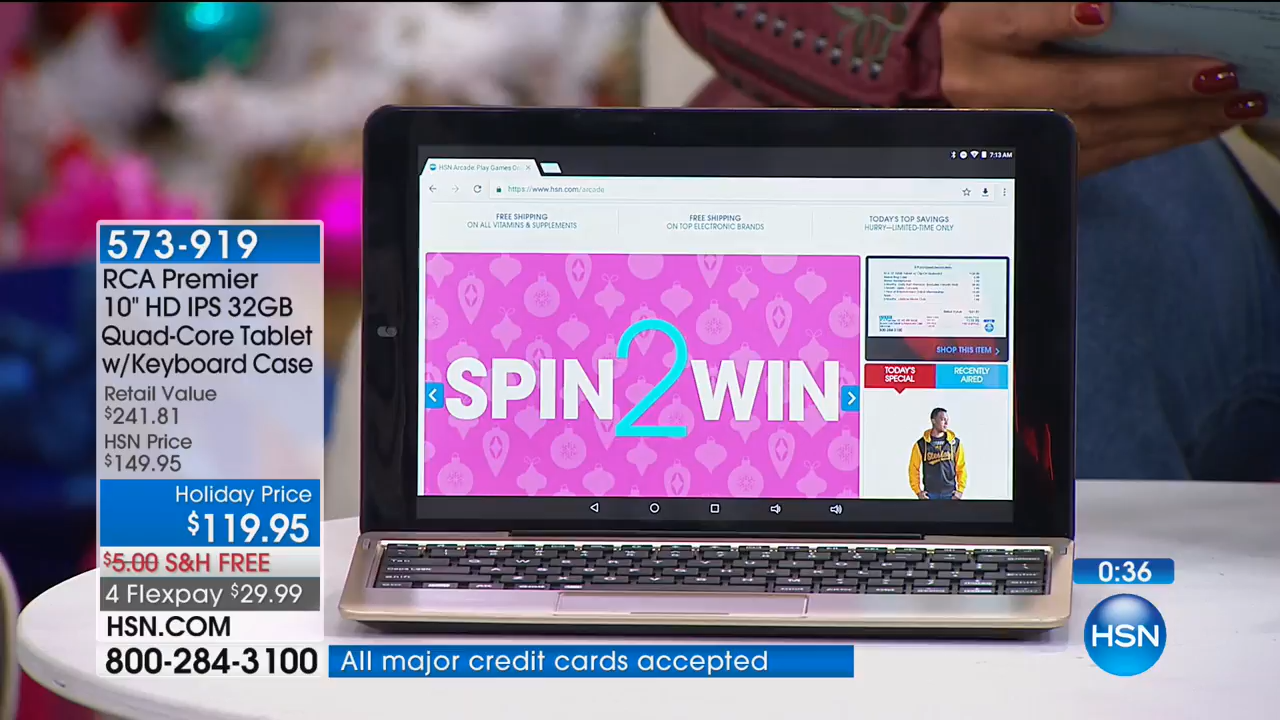 573-919
RCA Premier
10" HD IPS 32GB
Quad-Core Tablet
w/Keyboard Case
Retail Value
$241.81
HSN Price
$149.95
Holiday Price
$119.95
$5.00 S&H FREE
4 Flexpay $29.99
HSN.COM
800-284-3100
All major credit cards accepted
0:36
HSN
7:13 AM
HSN Arcade: Play Games
https://www.hsn.com/arcade
FREE SHIPPING
ON ALL VITAMINS & SUPPLEMENTS
FREE SHIPPING
ON TOP ELECTRONIC BRANDS
TODAY'S TOP SAVINGS
HURRY—LIMITED-TIME ONLY
SPIN2WIN
SHOP THIS ITEM
TODAY'S
SPECIAL
RECENTLY
AIRED